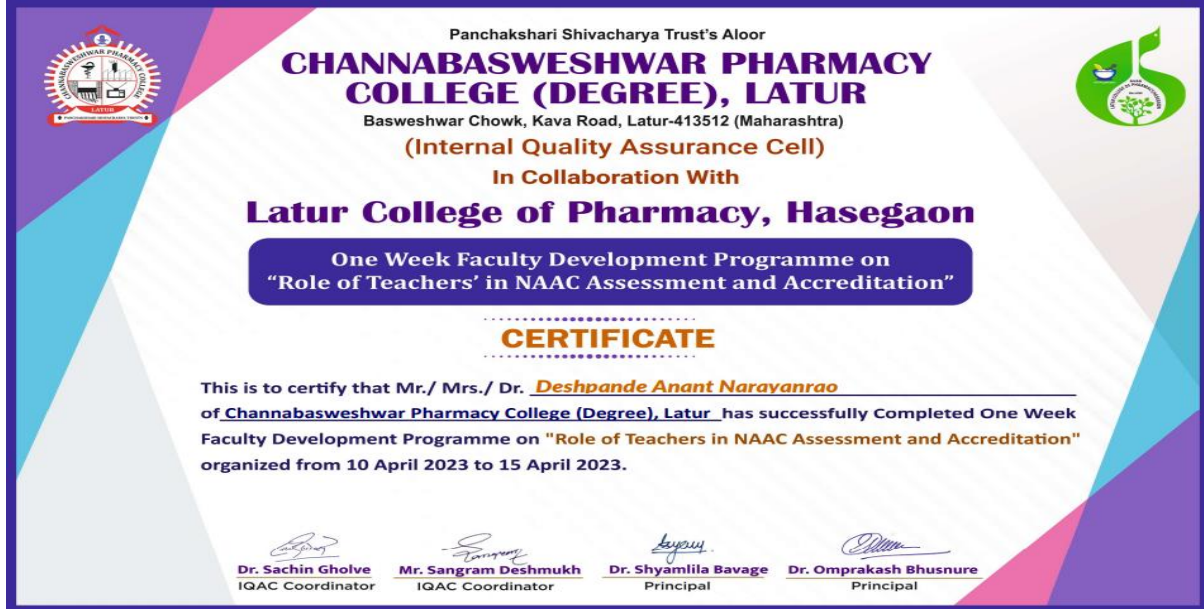 Panchakshari Shivacharya Trust's Aloor
CHANNABASWESHWAR PHARMACY
COLLEGE (DEGREE), LATUR
Basweshwar Chowk, Kava Road, Latur-413512 (Maharashtra)
(Internal Quality Assurance Cell)
In Collaboration With
Latur College of Pharmacy, Hasegaon
One Week Faculty Development Programme on
“Role of Teachers’ in NAAC Assessment and Accreditation”
CERTIFICATE
This is to certify that Mr./ Mrs./ Dr. Deshpande Anant Narayanrao
of Channabasweshwar Pharmacy College (Degree), Latur has successfully Completed One Week
Faculty Development Programme on "Role of Teachers in NAAC Assessment and Accreditation"
organized from 10 April 2023 to 15 April 2023.
Dr. Sachin Gholve Mr. Sangram Deshmukh Dr. Shyamlila Bavage Dr. Omprakash Bhusnure
IQAC Coordinator IQAC Coordinator Principal Principal
CHANNABASWESHWAR PHARMACY COLLEGE
LATUR